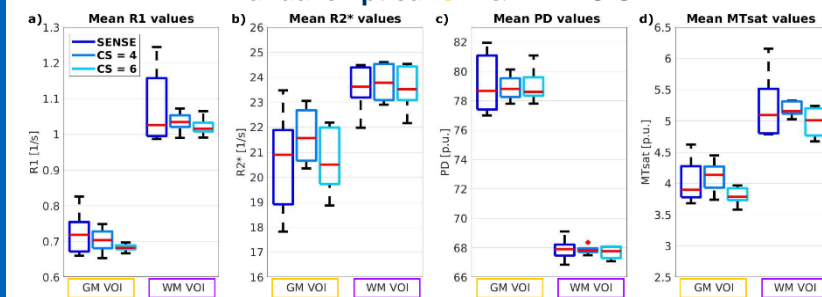 a) Mean R1 values
SENSE
CS = 4
CS = 6
R1 [1/s]
1.3
1.2
1.1
1
0.9
0.8
0.7
0.6
GM VOI
WM VOI
b) Mean R2* values
R2* [1/s]
26
25
24
23
22
21
20
19
18
17
16
GM VOI
WM VOI
c) Mean PD values
PD [p.u.]
82
80
78
76
74
72
70
68
66
GM VOI
WM VOI
d) Mean MTsat values
MTsat [p.u.]
6.5
6
5.5
5
4.5
4
3.5
3
2.5
GM VOI
WM VOI